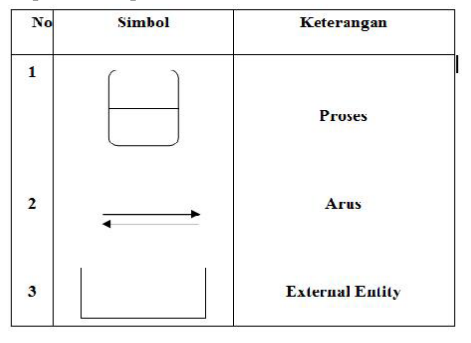 No Simbol Keterangan
1
Proses
2 Arus
3 External Entity